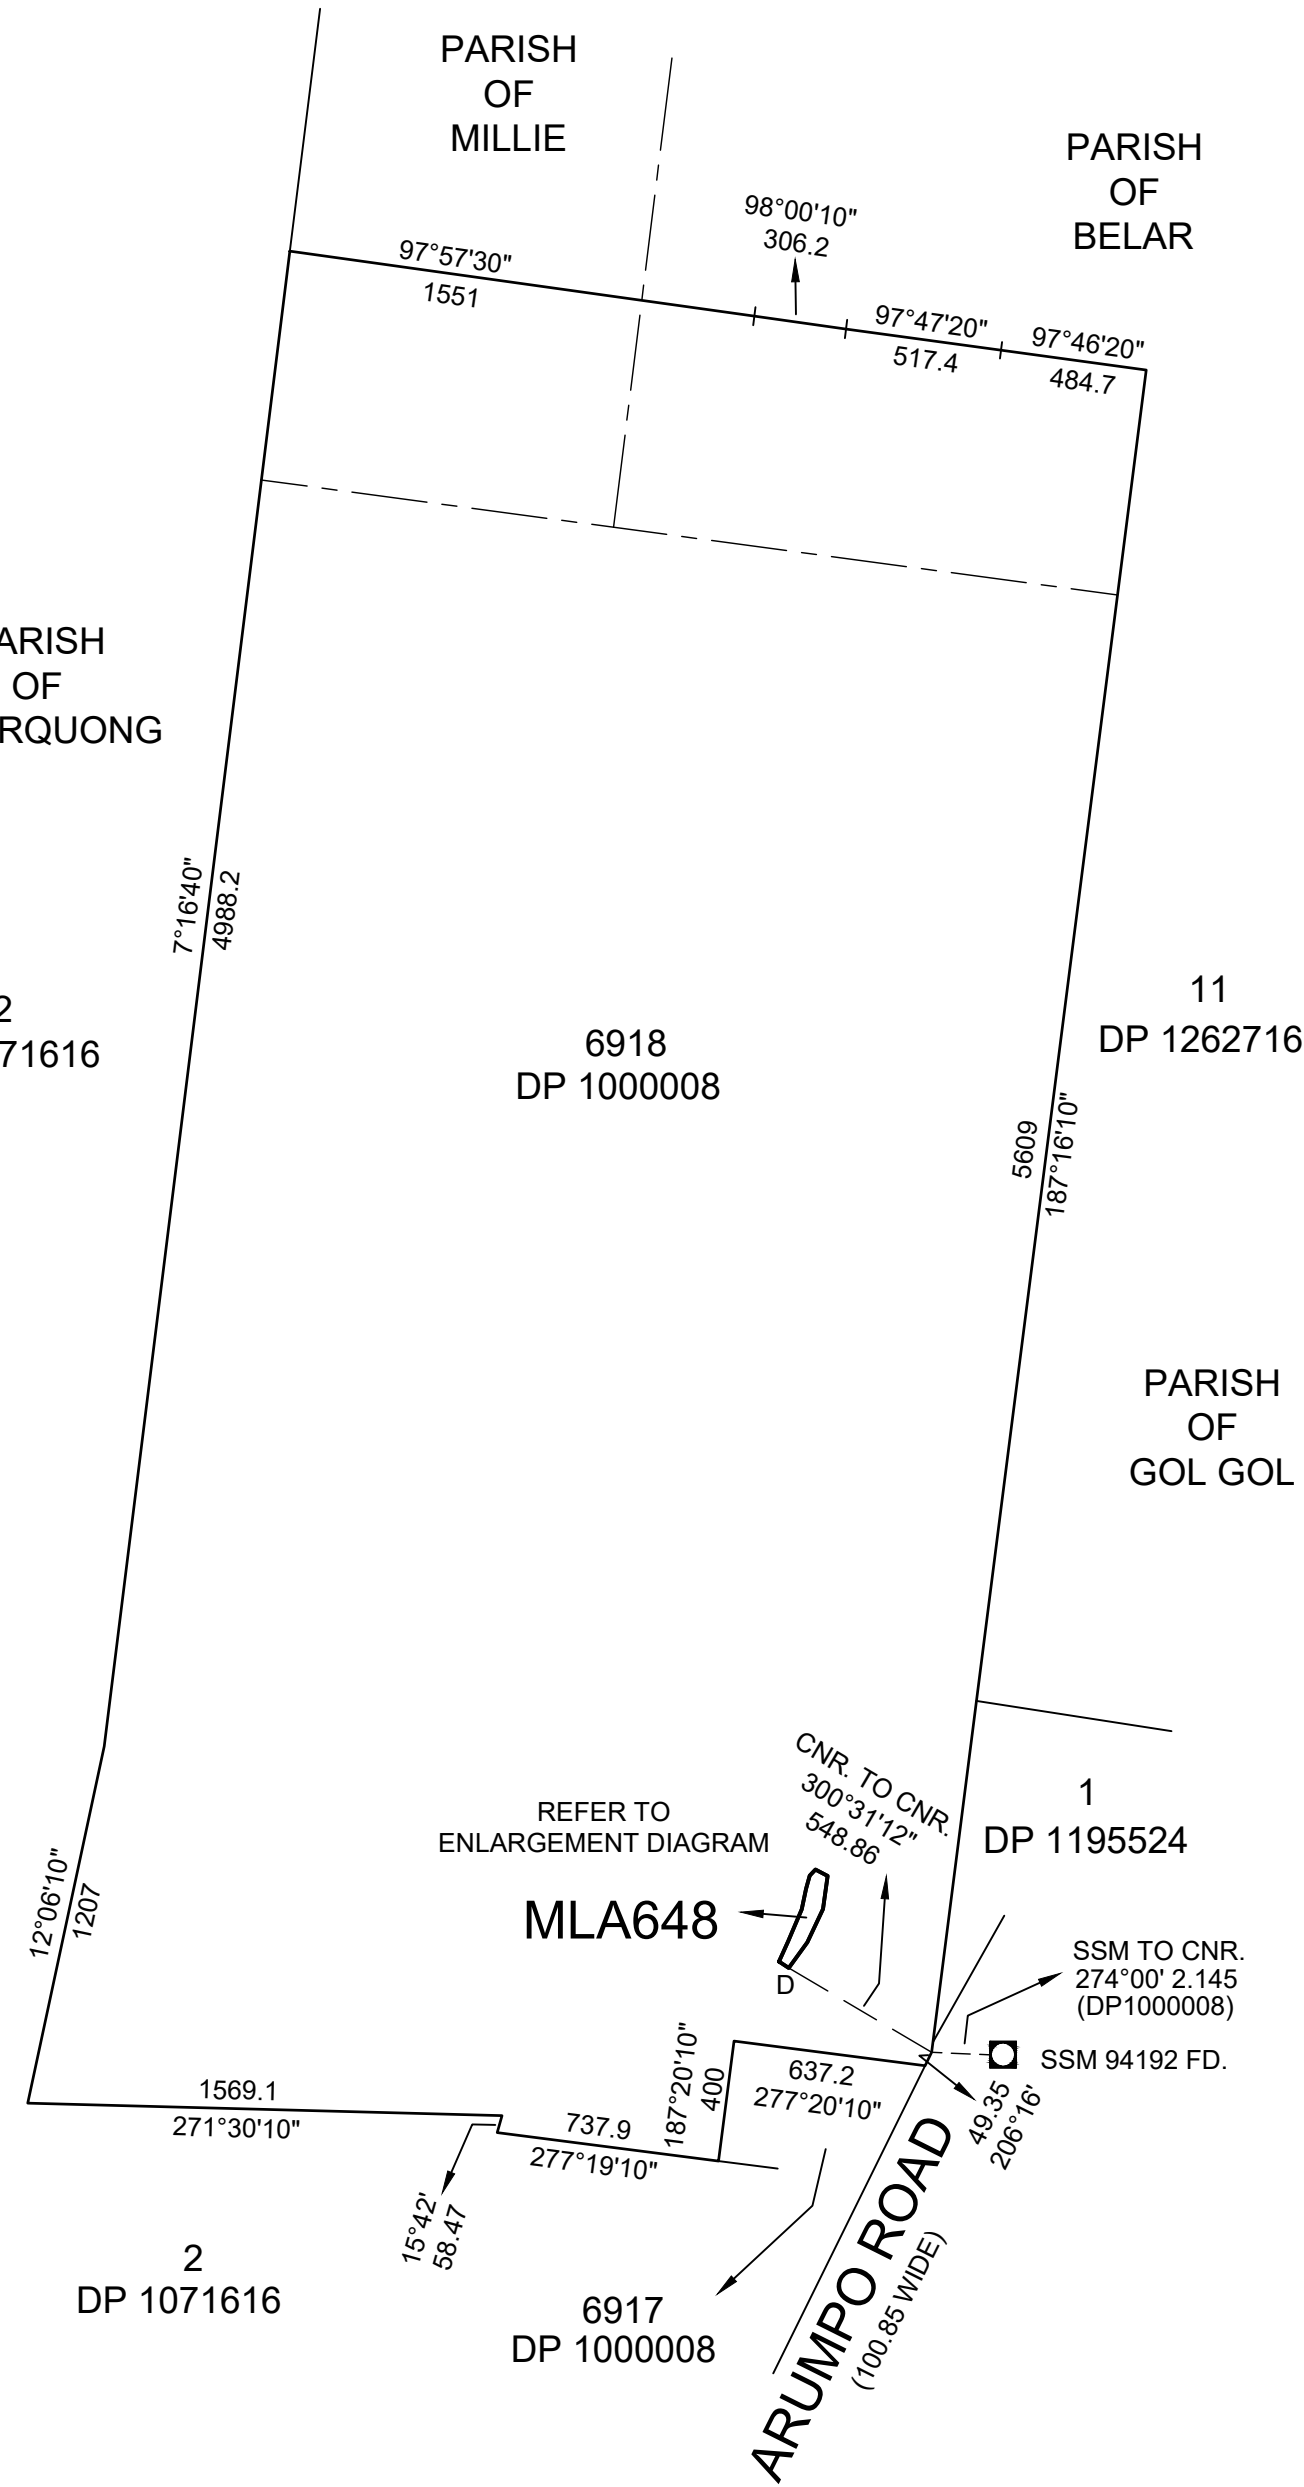 PARISH
OF
MILLIE
PARISH
OF
BELAR
98°00'10"
306.2
97°57'30"
1551
97°47'20"
517.4
97°46'20"
484.7
ARISH
OF
RQUONG
7°16'40"
4988.2
2
71616
6918
DP 1000008
11
DP 1262716
5609
187°16'10"
PARISH
OF
GOL GOL
CNR. TO CNR.
300°31'12"
548.86
REFER TO
ENLARGEMENT DIAGRAM
MLA648
D
1
DP 1195524
12°06'10"
1207
SSM TO CNR.
274°00' 2.145
(DP1000008)
SSM 94192 FD.
1569.1
271°30'10"
737.9
277°19'10"
187°20'10"
400
637.2
277°20'10"
49.35
206°16'
15°42'
58.47
2
DP 1071616
6917
DP 1000008
ARUMPO ROAD
(100.85 WIDE)